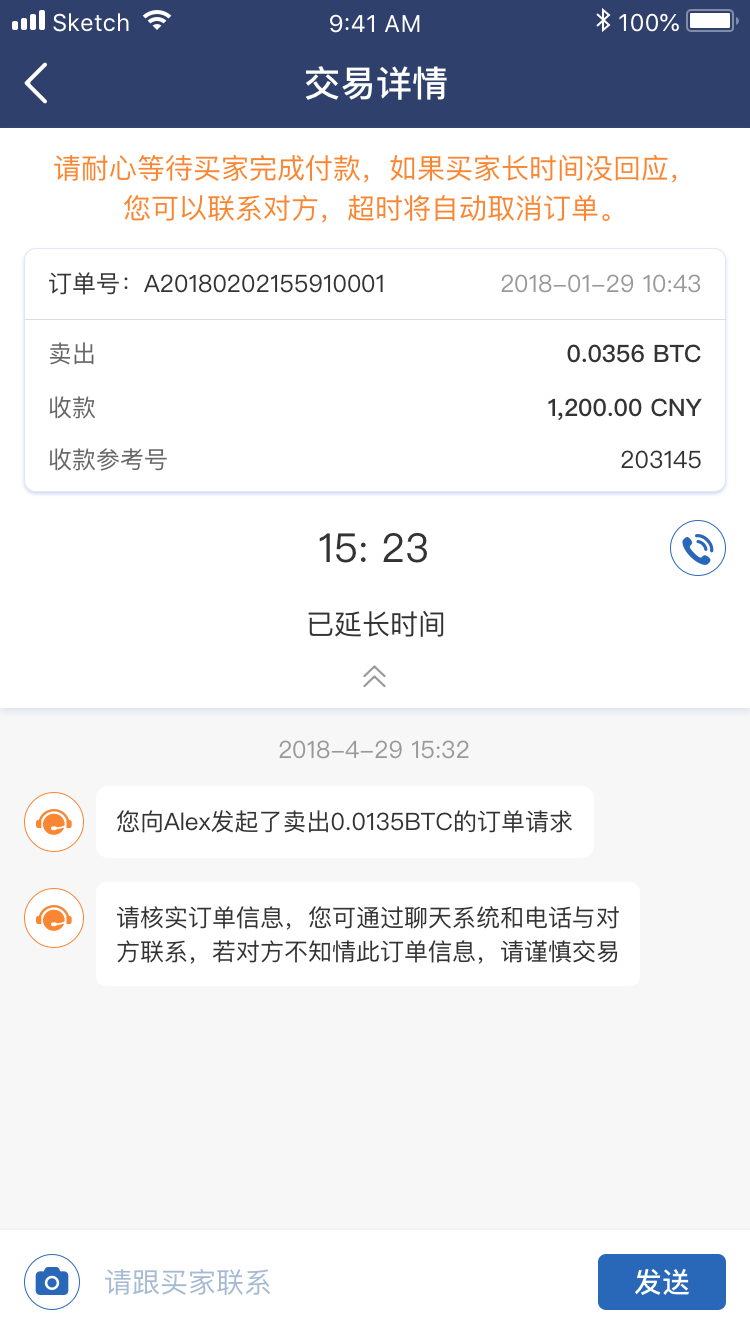 Sketch 9:41 AM 100%
交易详情
请耐心等待买家完成付款，如果买家长时间没回应，
您可以联系对方，超时将自动取消订单。
订单号：A20180202155910001 2018-01-29 10:43
卖出 0.0356 BTC
收款 1,200.00 CNY
收款参考号 203145
15: 23
已延长时间
2018-4-29 15:32
您向Alex发起了卖出0.0135BTC的订单请求
请核实订单信息，您可通过聊天系统和电话与对
方联系，若对方不知情此订单信息，请谨慎交易
请跟买家联系 发送